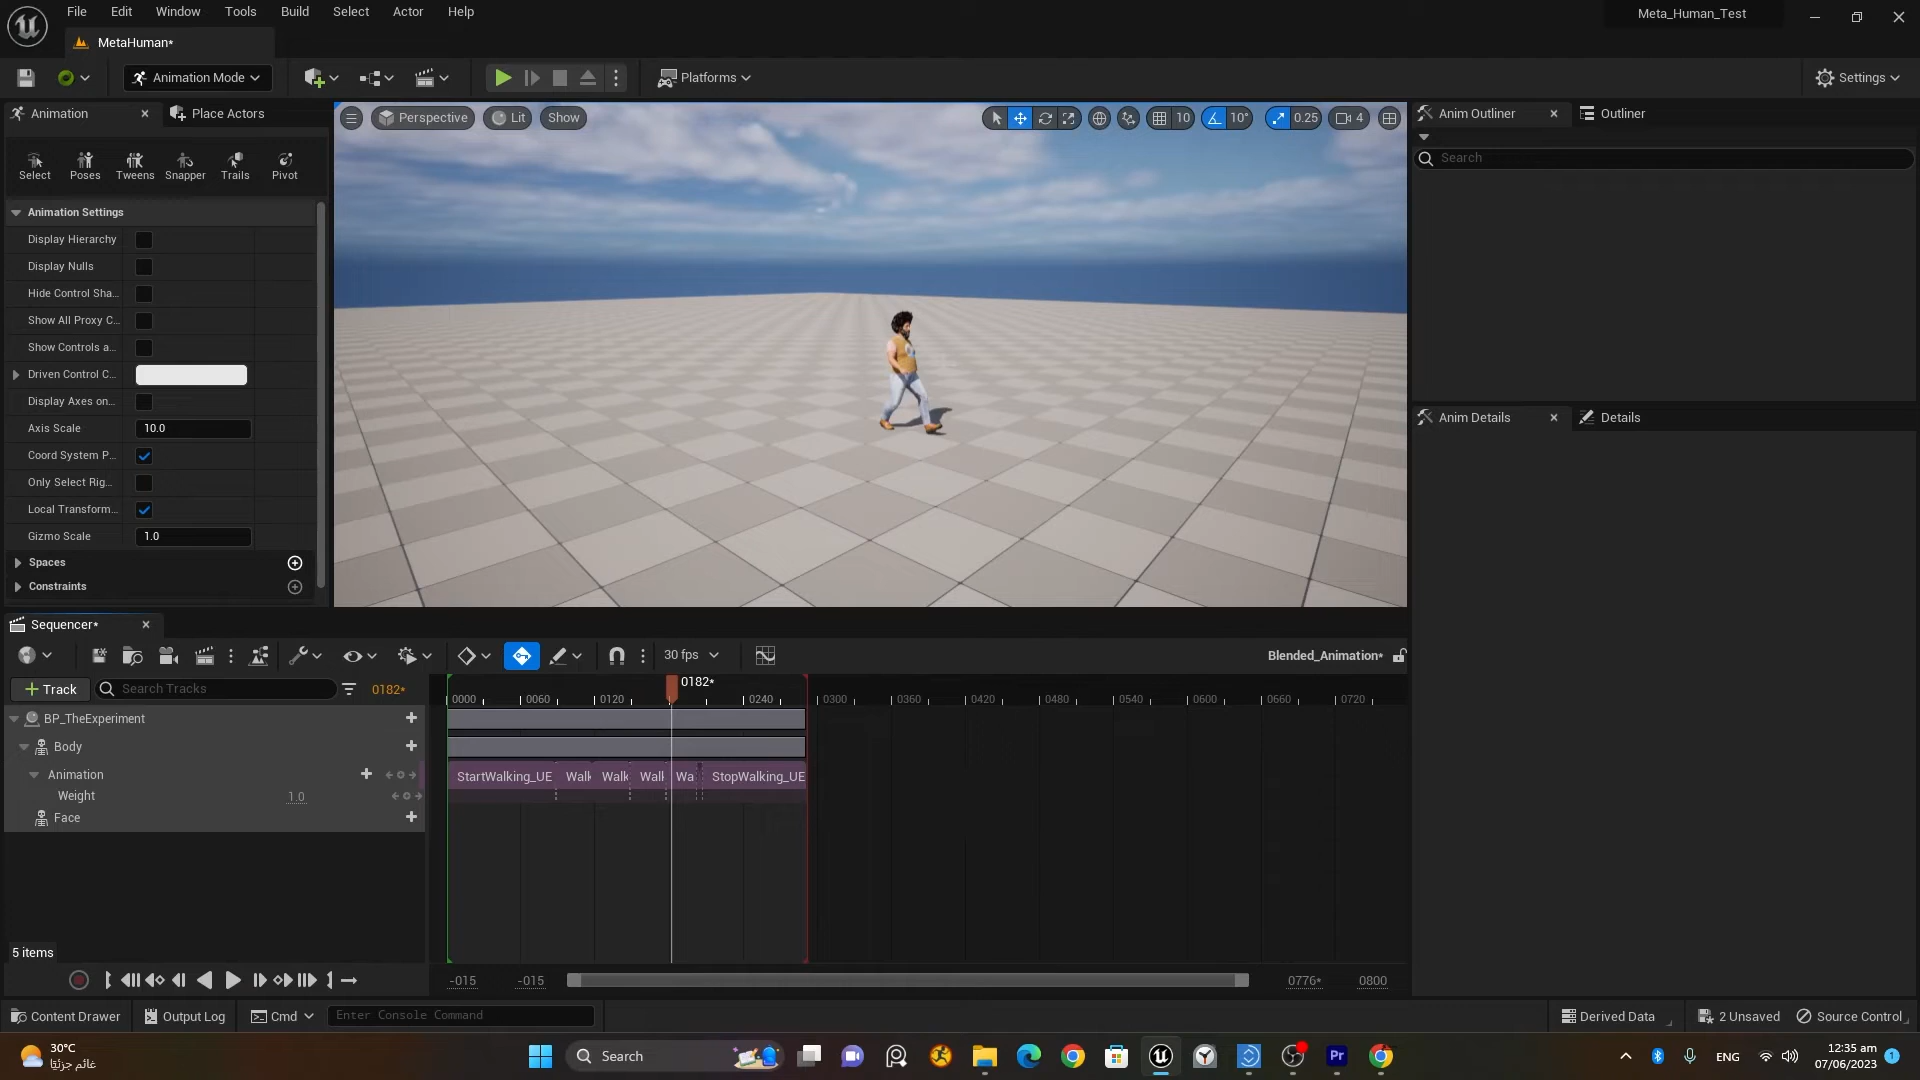 File Edit Window Tools Build Select Actor Help
Meta_Human_Test
MetaHuman*
Animation Mode
Platforms
Settings
Animation
Place Actors
Select Poses Tweens Snapper Trails Pivot
Animation Settings
Display Hierarchy
Display Nulls
Hide Control Sha...
Show All Proxy C...
Show Controls a...
Driven Control C...
Display Axes on...
Axis Scale 10.0
Coord System P...
Only Select Rig...
Local Transform...
Gizmo Scale 1.0
Spaces
Constraints
Perspective Lit Show
10 10° 0.25 4
Anim Outliner
Outliner
Search
Anim Details
Details
Sequencer*
30 fps
Blended_Animation*
Track
Search Tracks
0182*
BP_TheExperiment
Body
Animation
Weight 1.0
Face
5 items
0182*
0000 0060 0120 0240 0300 0360 0420 0480 0540 0600 0660 0720
StartWalking_UE Walk Walk Walk Wa StopWalking_UE
-015 -015 0776* 0800
Content Drawer Output Log Cmd Enter Console Command
Derived Data 2 Unsaved Source Control
30°C
غائم جزئيًا
Search
Pr
ENG
12:35 am
07/06/2023
1